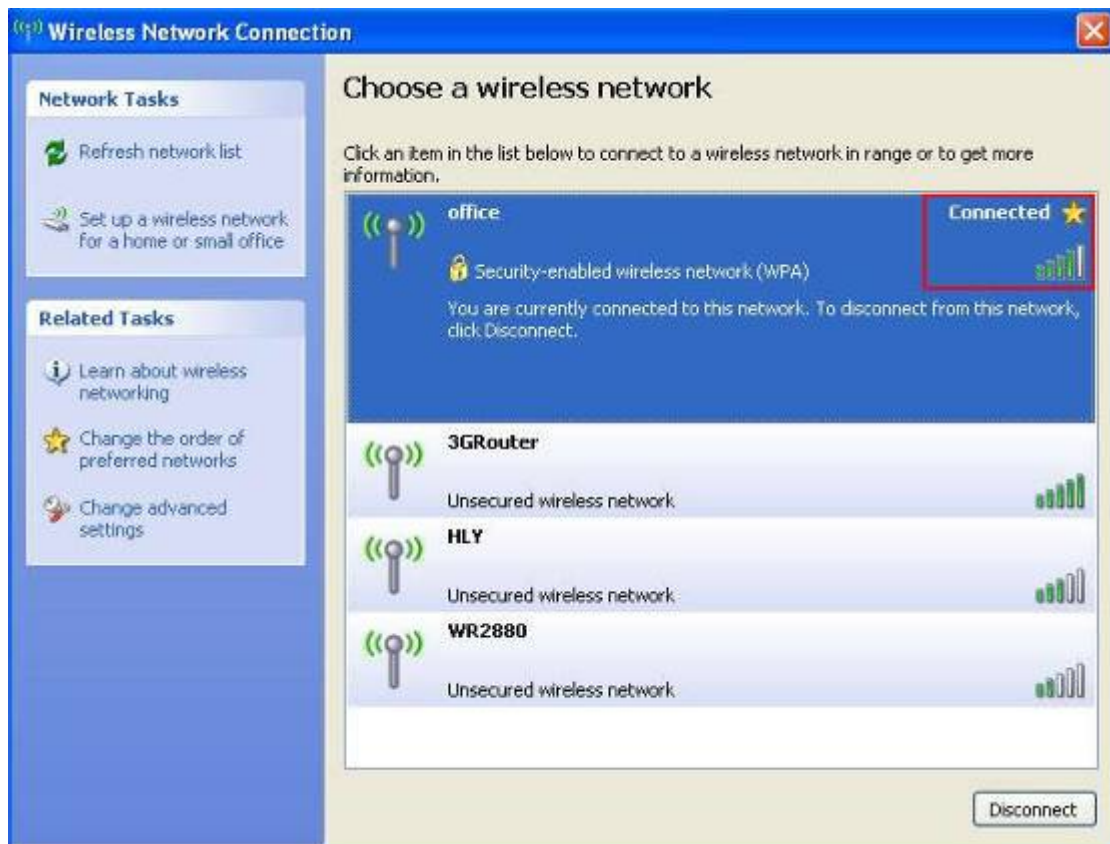 Wireless Network Connection
Network Tasks
Refresh network list
Set up a wireless network
for a home or small office
Related Tasks
Learn about wireless
networking
Change the order of
preferred networks
Change advanced
settings
Choose a wireless network
Click an item in the list below to connect to a wireless network in range or to get more
information.
office
Connected
Security-enabled wireless network (WPA)
You are currently connected to this network. To disconnect from this network,
click Disconnect.
3GRouter
Unsecured wireless network
HLY
Unsecured wireless network
WR2880
Unsecured wireless network
Disconnect